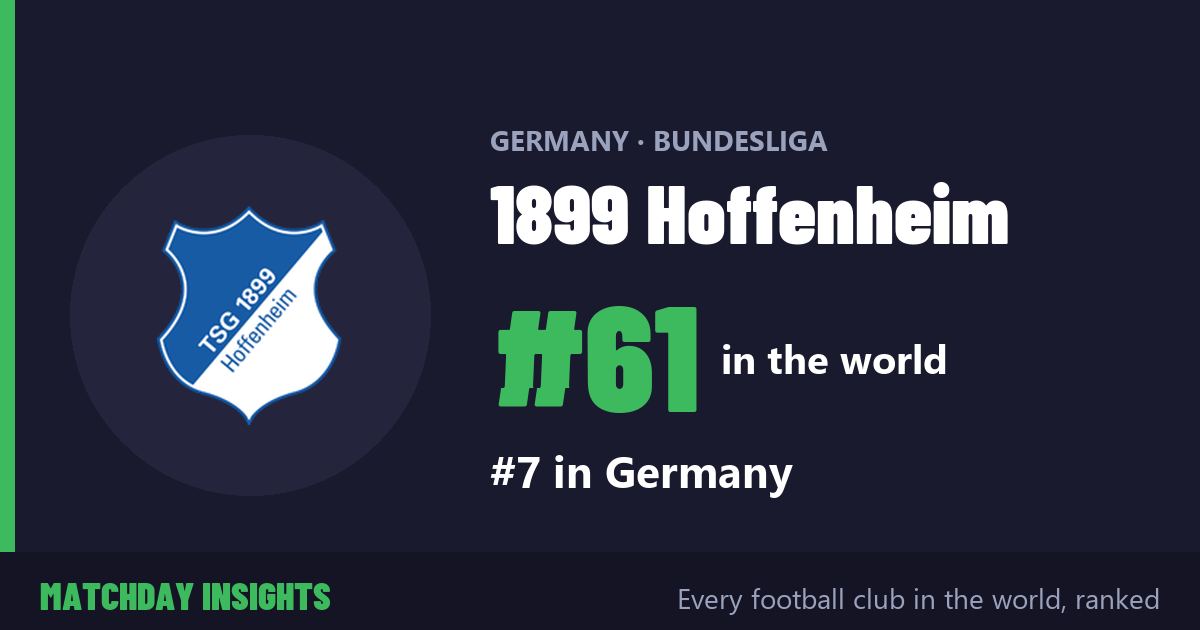 GERMANY · BUNDESLIGA
1899 Hoffenheim
TSG 1899
Hoffenheim
#61 in the world
#7 in Germany
MATCHDAY INSIGHTS
Every football club in the world, ranked